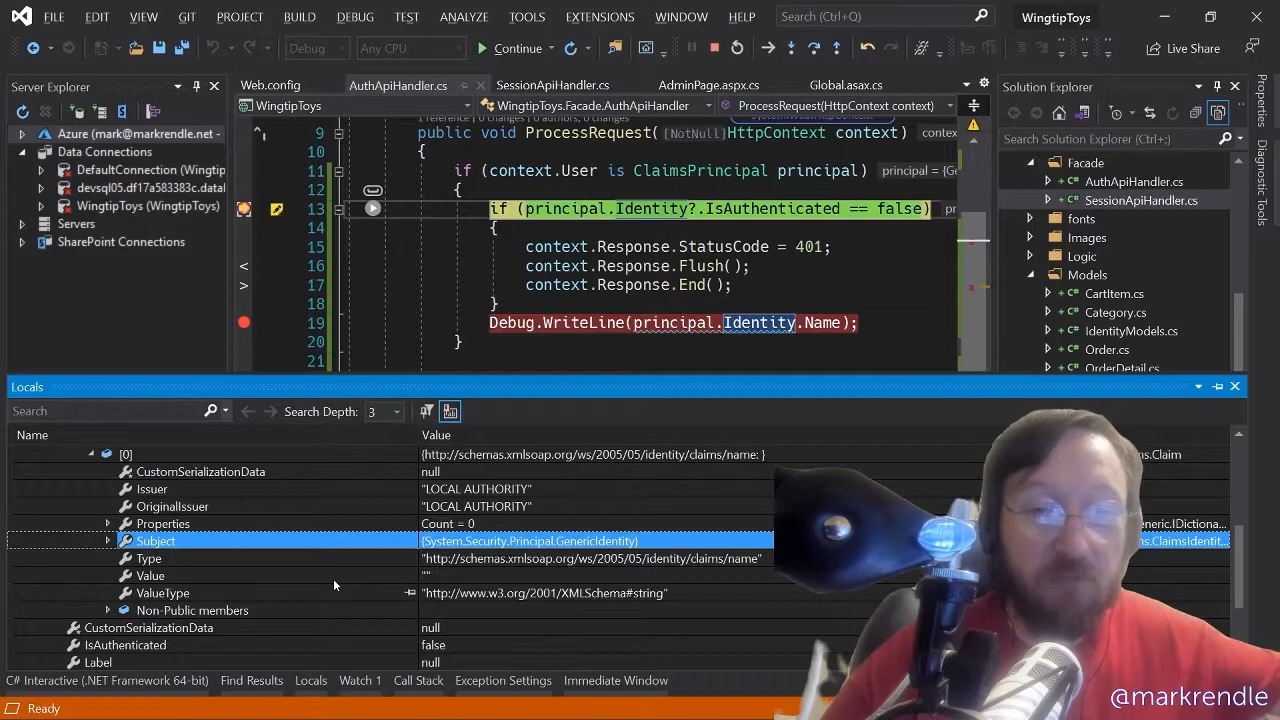 FILE EDIT VIEW GIT PROJECT BUILD DEBUG TEST ANALYZE TOOLS EXTENSIONS WINDOW HELP Search (Ctrl+Q) WingtipToys
Debug Any CPU Continue Live Share
Server Explorer
Azure (mark@markrendle.net -
Data Connections
DefaultConnection (Wingtip
devsql05.df17a583383c.datal
WingtipToys (WingtipToys)
Servers
SharePoint Connections
Web.config AuthApiHandler.cs SessionApiHandler.cs AdminPage.aspx.cs Global.asax.cs
WingtipToys WingtipToys.Facade.AuthApiHandler ProcessRequest(HttpContext context)
9 public void ProcessRequest([NotNull]HttpContext context)
10 {
11 if (context.User is ClaimsPrincipal principal) principal = {Ge
12 {
13 if (principal.Identity?.IsAuthenticated == false)
14 {
15 context.Response.StatusCode = 401;
16 context.Response.Flush();
17 context.Response.End();
18 }
19 Debug.WriteLine(principal.Identity.Name);
20 }
21
Solution Explorer
Search Solution Explorer (Ctrl+;)
Facade
AuthApiHandler.cs
SessionApiHandler.cs
fonts
Images
Logic
Models
CartItem.cs
Category.cs
IdentityModels.cs
Order.cs
OrderDetail.cs
Properties
Diagnostic Tools
Locals
Search Search Depth: 3
Name Value
[0] {http://schemas.xmlsoap.org/ws/2005/05/identity/claims/name: } ms.Claim
CustomSerializationData null
Issuer "LOCAL AUTHORITY"
OriginalIssuer "LOCAL AUTHORITY"
Properties Count = 0 neric.IDictiona...
Subject {System.Security.Principal.GenericIdentity} ms.ClaimsIdentit...
Type "http://schemas.xmlsoap.org/ws/2005/05/identity/claims/name"
Value ""
ValueType "http://www.w3.org/2001/XMLSchema#string"
Non-Public members
CustomSerializationData null
IsAuthenticated false
Label null
C# Interactive (.NET Framework 64-bit) Find Results Locals Watch 1 Call Stack Exception Settings Immediate Window
Ready
@markrendle